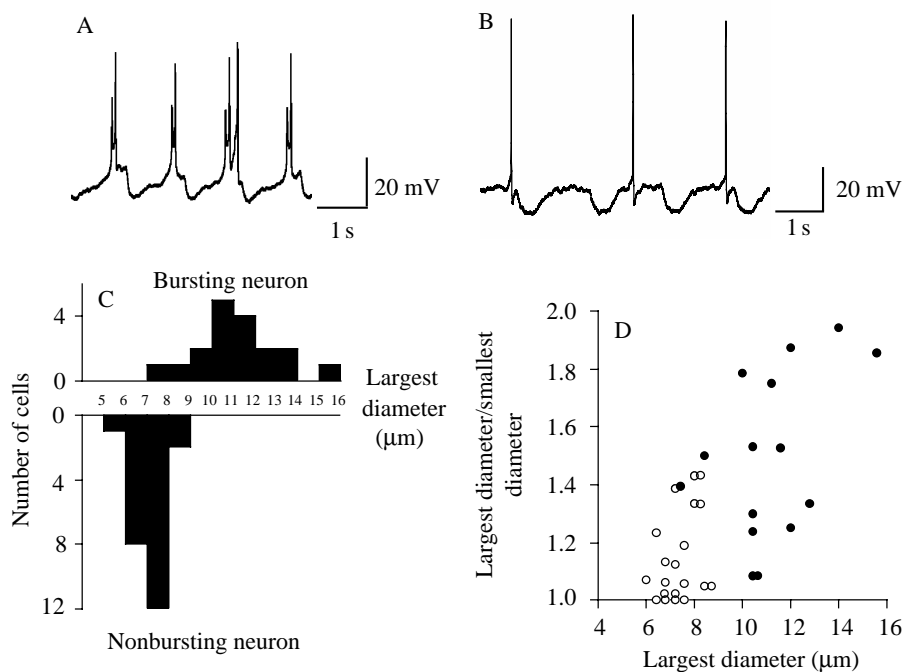 A
20 mV
1 s
B
20 mV
1 s
C
Bursting neuron
4
0
5 6 7 8 9 10 11 12 13 14 15 16
Largest
diameter
(μm)
0
4
8
12
Number of cells
Nonbursting neuron
D
2.0
1.8
1.6
1.4
1.2
1.0
Largest diameter/smallest
diameter
4 6 8 10 12 14 16
Largest diameter (μm)